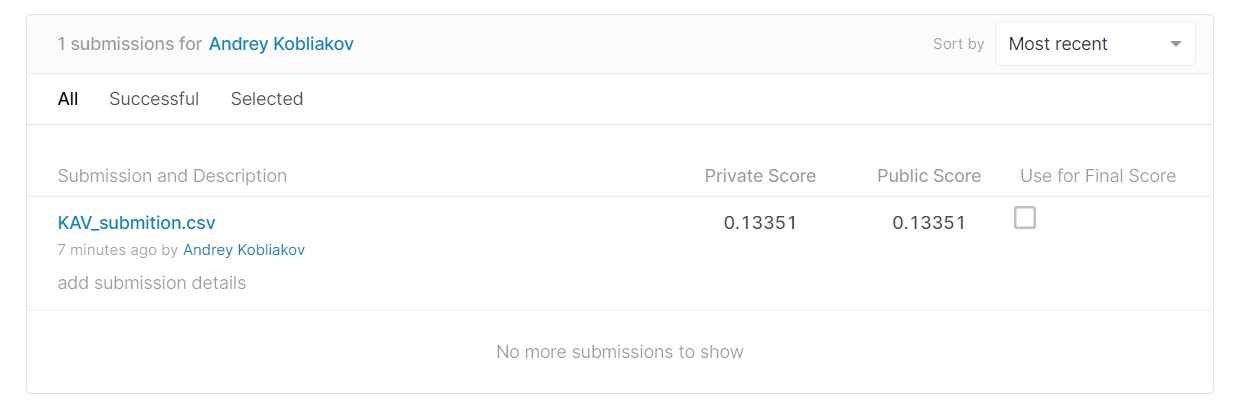 1 submissions for Andrey Kobliakov
Sort by Most recent
All Successful Selected
Submission and Description Private Score Public Score Use for Final Score
KAV_submition.csv 0.13351 0.13351
7 minutes ago by Andrey Kobliakov
add submission details
No more submissions to show